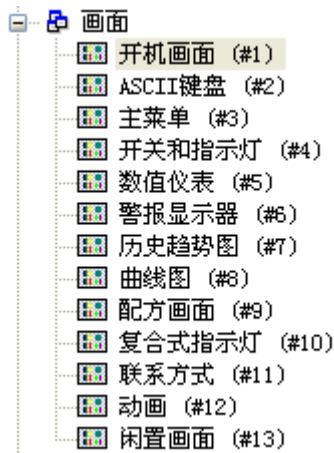 画面
开机画面 (#1)
ASCII键盘 (#2)
主菜单 (#3)
开关和指示灯 (#4)
数值仪表 (#5)
警报显示器 (#6)
历史趋势图 (#7)
曲线图 (#8)
配方画面 (#9)
复合式指示灯 (#10)
联系方式 (#11)
动画 (#12)
闲置画面 (#13)